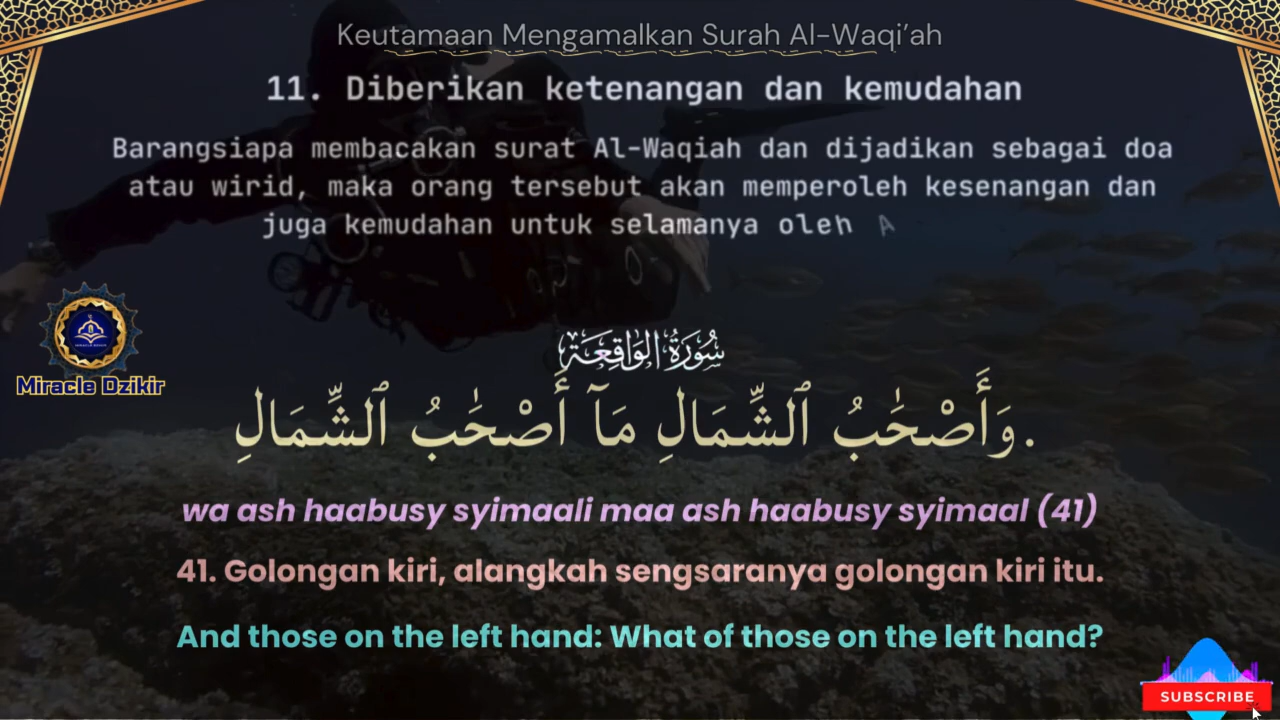 Keutamaan Mengamalkan Surah Al-Waqi’ah
11. Diberikan ketenangan dan kemudahan
Barangsiapa membacakan surat Al-Waqiah dan dijadikan sebagai doa
atau wirid, maka orang tersebut akan memperoleh kesenangan dan
juga kemudahan untuk selamanya oleh A
Miracle Dzikir
سُورَةُ الوَاقِعَة
وَأَصْحَٰبُ ٱلشِّمَالِ مَآ أَصْحَٰبُ ٱلشِّمَالِ.
wa ash haabusy syimaali maa ash haabusy syimaal (41)
41. Golongan kiri, alangkah sengsaranya golongan kiri itu.
And those on the left hand: What of those on the left hand?
SUBSCRIBE